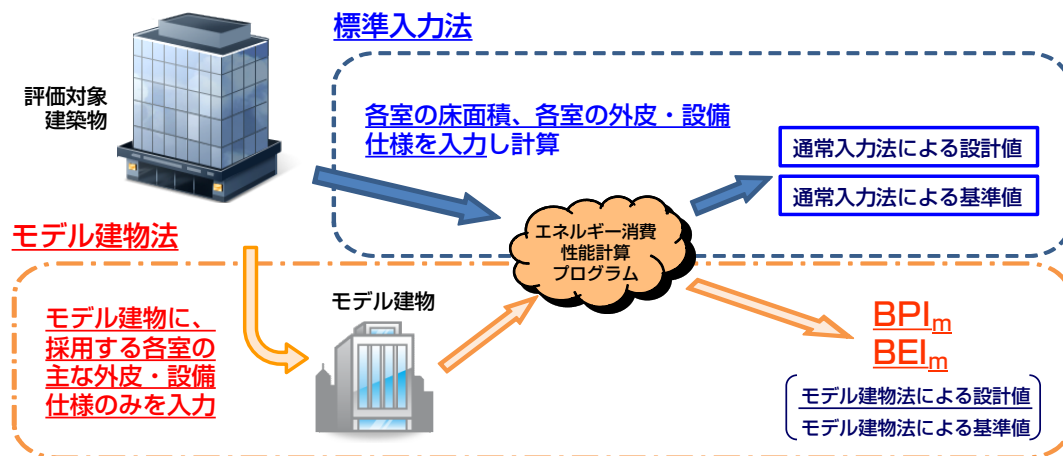 標準入力法
評価対象
建築物
各室の床面積、各室の外皮・設備
仕様を入力し計算
通常入力法による設計値
通常入力法による基準値
エネルギー消費
性能計算
プログラム
モデル建物法
モデル建物に、
採用する各室の
主な外皮・設備
仕様のみを入力
モデル建物
BPIm
BEIm
モデル建物法による設計値
モデル建物法による基準値